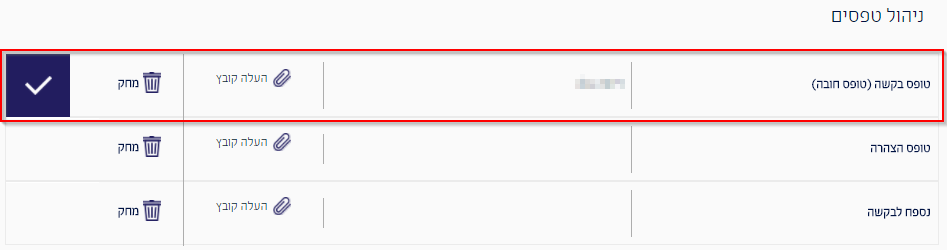 ניהול טפסים
טופס בקשה (טופס חובה) העלה קובץ מחק
טופס הצהרה העלה קובץ מחק
נספח לבקשה העלה קובץ מחק